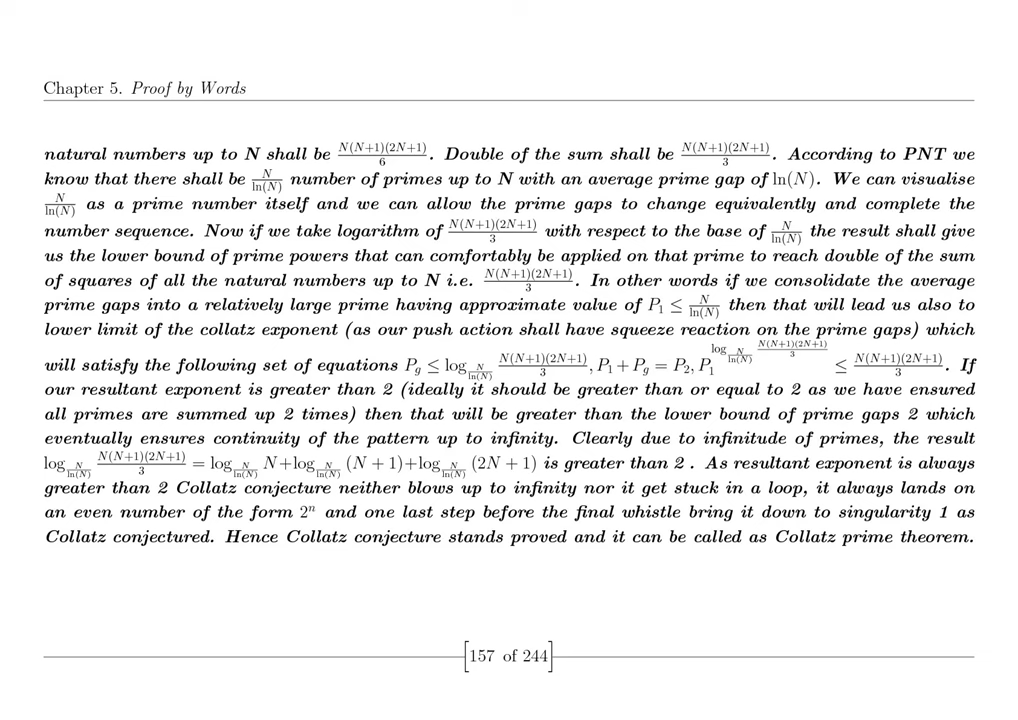 Chapter 5. Proof by Words
natural numbers up to N shall be N(N+1)(2N+1)/6. Double of the sum shall be N(N+1)(2N+1)/3. According to PNT we
know that there shall be N/ln(N) number of primes up to N with an average prime gap of ln(N). We can visualise
N/ln(N) as a prime number itself and we can allow the prime gaps to change equivalently and complete the
number sequence. Now if we take logarithm of N(N+1)(2N+1)/3 with respect to the base of N/ln(N) the result shall give
us the lower bound of prime powers that can comfortably be applied on that prime to reach double of the sum
of squares of all the natural numbers up to N i.e. N(N+1)(2N+1)/3. In other words if we consolidate the average
prime gaps into a relatively large prime having approximate value of P_1 ≤ N/ln(N) then that will lead us also to
lower limit of the collatz exponent (as our push action shall have squeeze reaction on the prime gaps) which
will satisfy the following set of equations P_g ≤ log_{N/ln(N)} N(N+1)(2N+1)/3, P_1 + P_g = P_2, P_1^{log_{N/ln(N)} N(N+1)(2N+1)/3} ≤ N(N+1)(2N+1)/3. If
our resultant exponent is greater than 2 (ideally it should be greater than or equal to 2 as we have ensured
all primes are summed up 2 times) then that will be greater than the lower bound of prime gaps 2 which
eventually ensures continuity of the pattern up to infinity. Clearly due to infinitude of primes, the result
log_{N/ln(N)} N(N+1)(2N+1)/3 = log_{N/ln(N)} N+log_{N/ln(N)} (N + 1)+log_{N/ln(N)} (2N + 1) is greater than 2 . As resultant exponent is always
greater than 2 Collatz conjecture neither blows up to infinity nor it get stuck in a loop, it always lands on
an even number of the form 2^n and one last step before the final whistle bring it down to singularity 1 as
Collatz conjectured. Hence Collatz conjecture stands proved and it can be called as Collatz prime theorem.
[157 of 244]